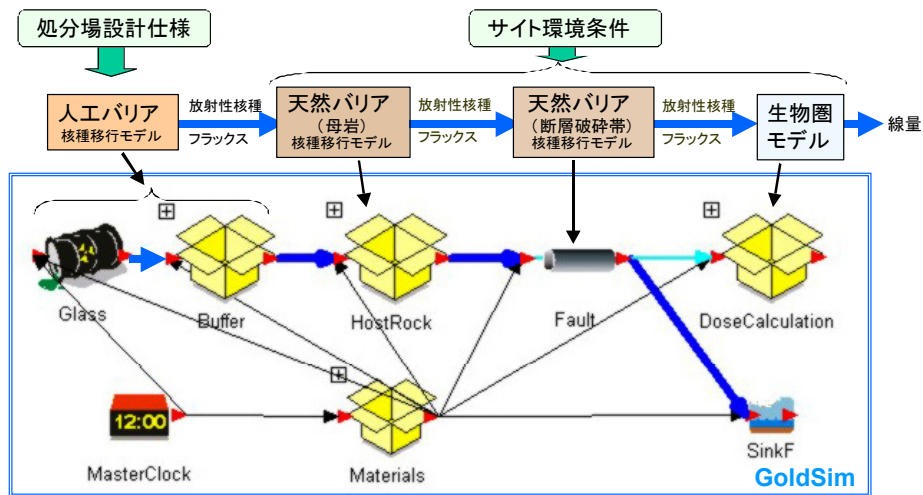 処分場設計仕様
サイト環境条件
人工バリア
核種移行モデル
放射性核種
フラックス
天然バリア
(母岩)
核種移行モデル
放射性核種
フラックス
天然バリア
(断層破砕帯)
核種移行モデル
放射性核種
フラックス
生物圏
モデル
線量
Glass
Buffer
HostRock
Fault
DoseCalculation
12:00
MasterClock
Materials
SinkF
GoldSim